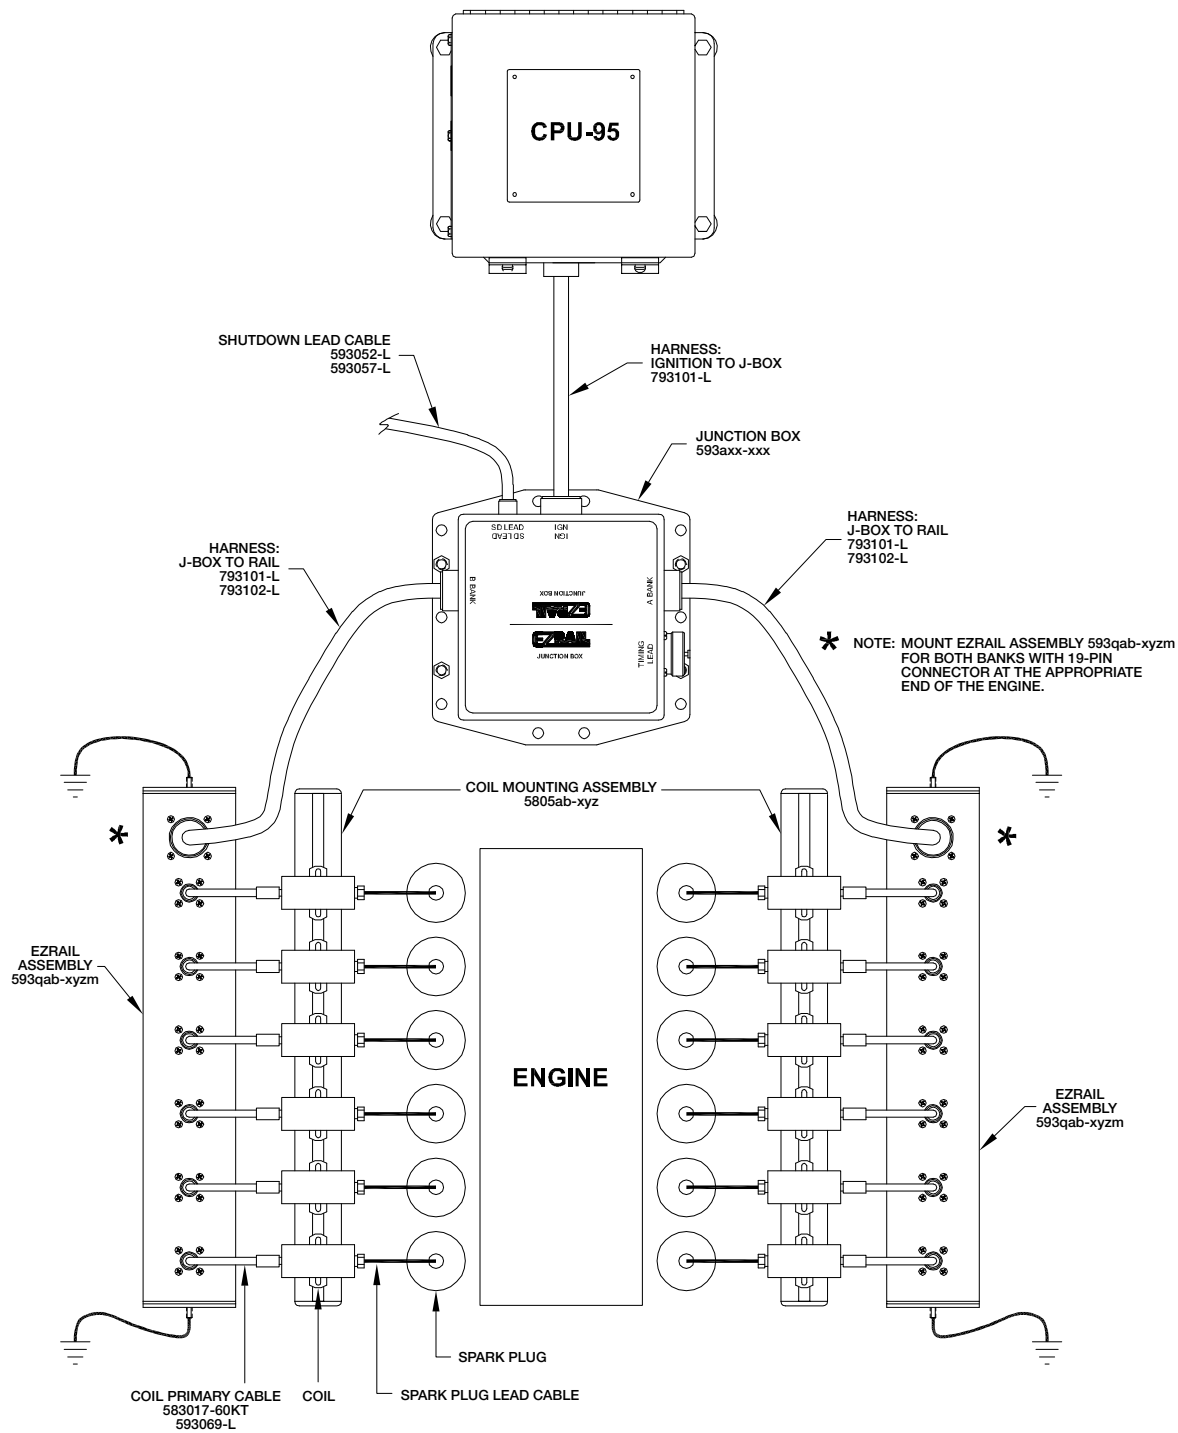 CPU-95
SHUTDOWN LEAD CABLE
593052-L
593057-L
HARNESS:
IGNITION TO J-BOX
793101-L
JUNCTION BOX
593axx-xxx
HARNESS:
J-BOX TO RAIL
793101-L
793102-L
HARNESS:
J-BOX TO RAIL
793101-L
793102-L
SD LEAD
SD LEAD
IGN
IGN
B BANK
A BANK
JUNCTION BOX
EZRAIL
EZRAIL
JUNCTION BOX
TIMING
LEAD
* NOTE: MOUNT EZRAIL ASSEMBLY 593qab-xyzm
FOR BOTH BANKS WITH 19-PIN
CONNECTOR AT THE APPROPRIATE
END OF THE ENGINE.
COIL MOUNTING ASSEMBLY
5805ab-xyz
*
*
EZRAIL
ASSEMBLY
593qab-xyzm
ENGINE
EZRAIL
ASSEMBLY
593qab-xyzm
SPARK PLUG
COIL PRIMARY CABLE
583017-60KT
593069-L
COIL
SPARK PLUG LEAD CABLE